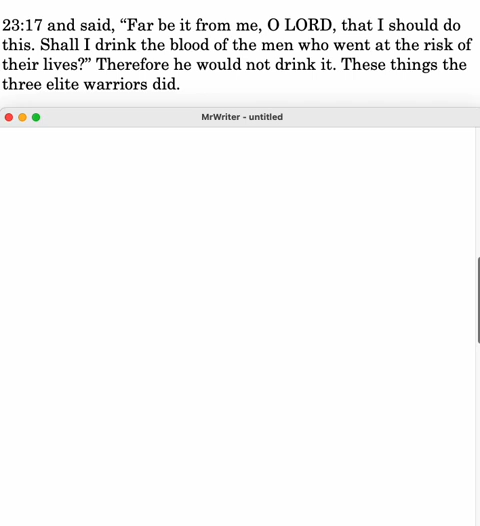 23:17 and said, “Far be it from me, O LORD, that I should do
this. Shall I drink the blood of the men who went at the risk of
their lives?” Therefore he would not drink it. These things the
three elite warriors did.
MrWriter - untitled